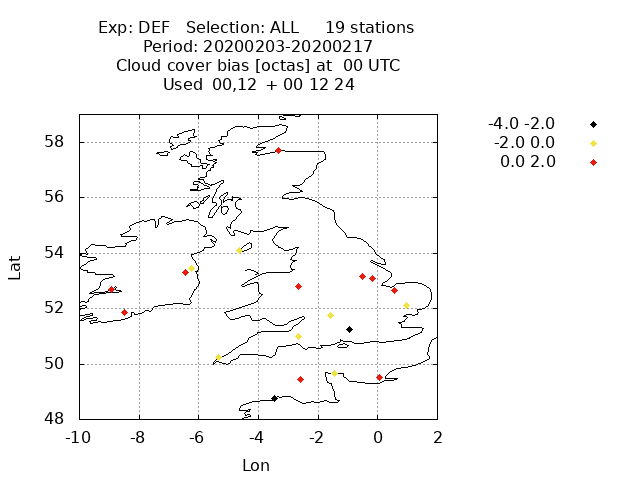 Exp: DEF Selection: ALL 19 stations
Period: 20200203-20200217
Cloud cover bias [octas] at 00 UTC
Used 00,12 + 00 12 24
-4.0 -2.0
-2.0 0.0
0.0 2.0
58
56
54
52
50
48
Lat
-10 -8 -6 -4 -2 0 2
Lon